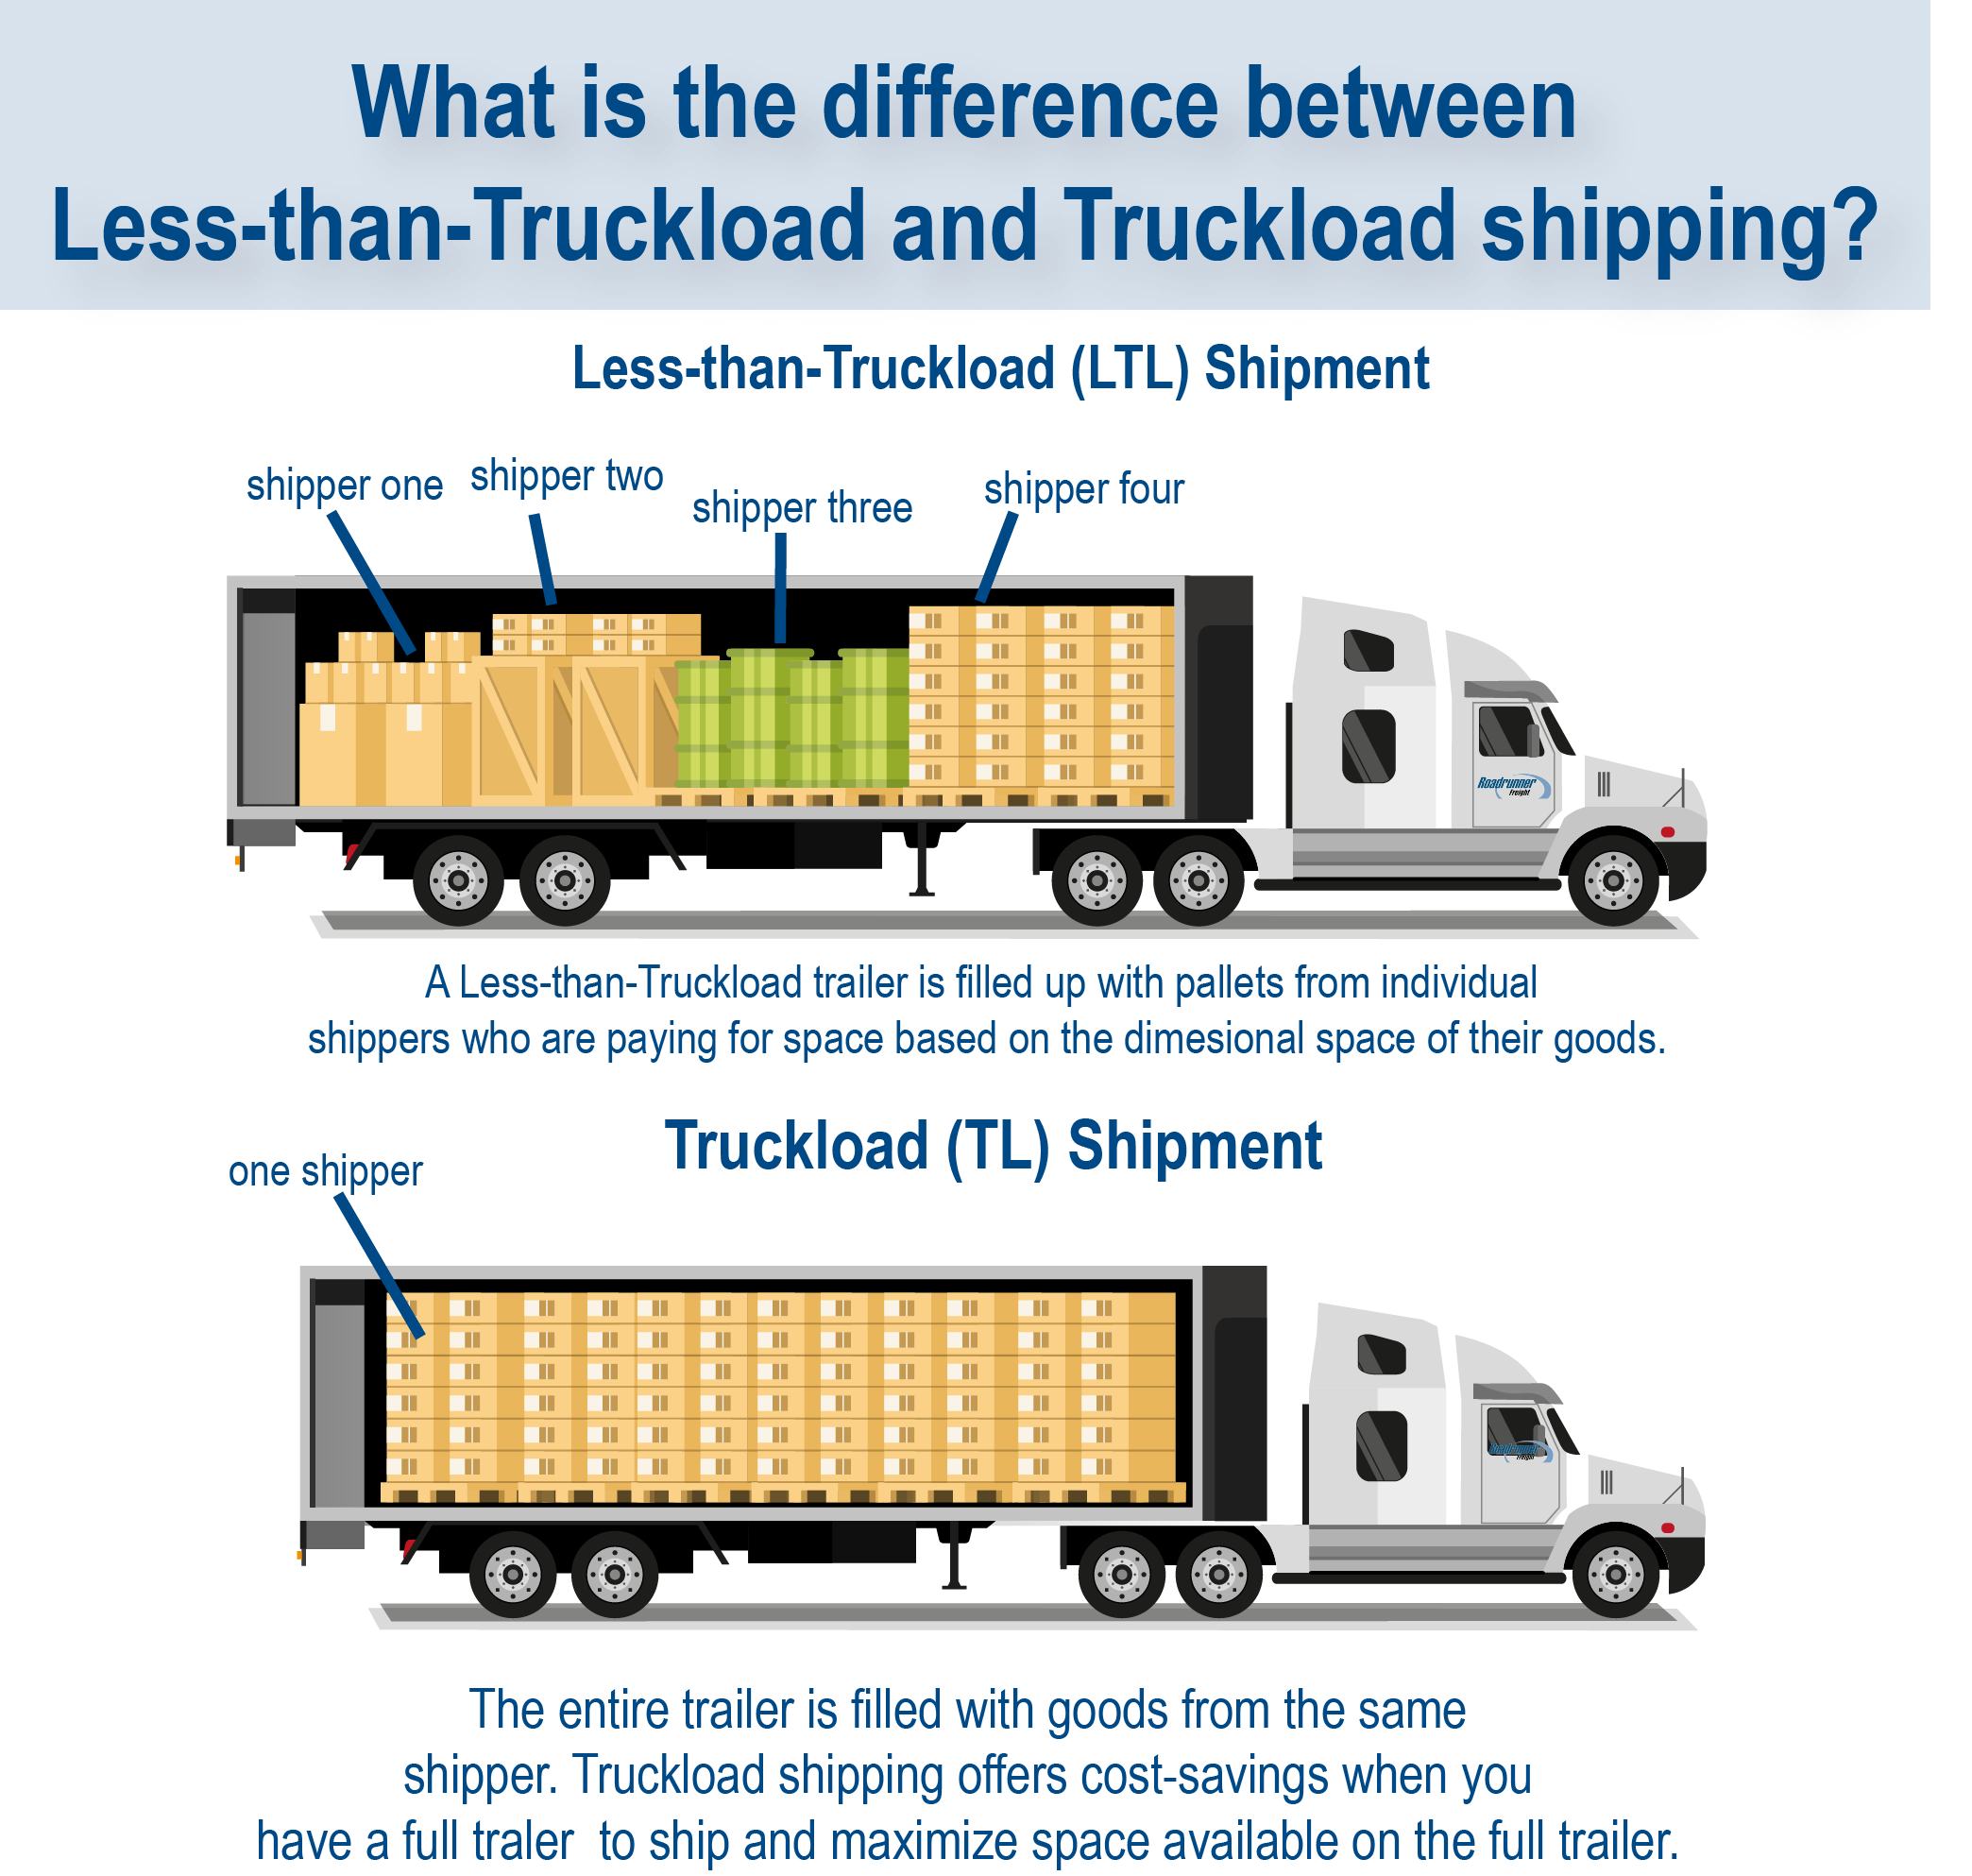 What is the difference between
Less-than-Truckload and Truckload shipping?
Less-than-Truckload (LTL) Shipment
shipper one
shipper two
shipper three
shipper four
Roadrunner
Freight
A Less-than-Truckload trailer is filled up with pallets from individual
shippers who are paying for space based on the dimesional space of their goods.
Truckload (TL) Shipment
one shipper
Roadrunner
Freight
The entire trailer is filled with goods from the same
shipper. Truckload shipping offers cost-savings when you
have a full traler  to ship and maximize space available on the full trailer.